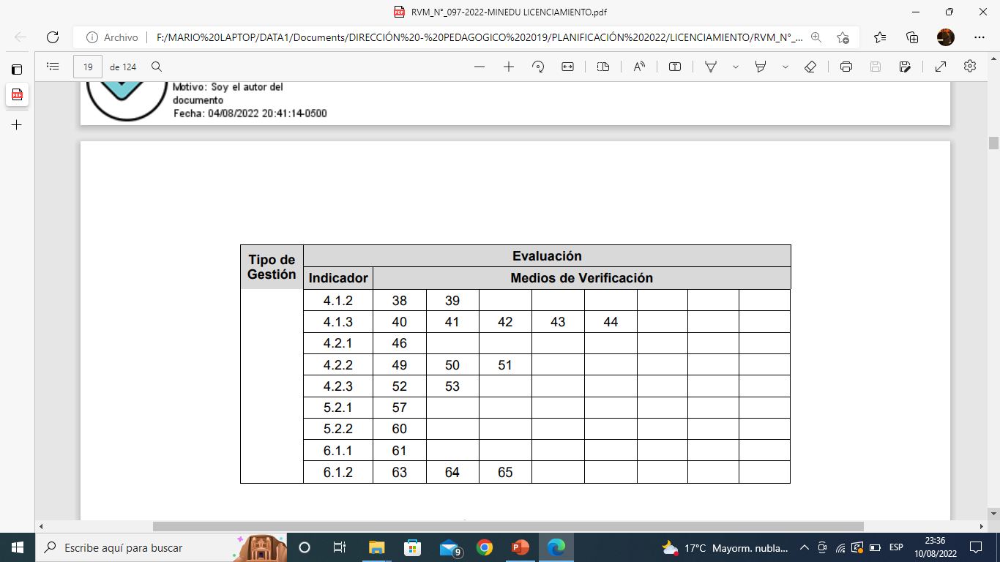 RVM_N°_097-2022-MINEDU LICENCIAMIENTO.pdf
Archivo
F:/MARIO%20LAPTOP/DATA1/Documents/DIRECCIÓN%20-%20PEDAGOGICO%202019/PLANIFICACIÓN%202022/LICENCIAMIENTO/RVM_N°_...
19 de 124
Motivo: Soy el autor del
documento
Fecha: 04/08/2022 20:41:14-0500
Tipo de Gestión
Evaluación
Indicador Medios de Verificación
4.1.2 38 39
4.1.3 40 41 42 43 44
4.2.1 46
4.2.2 49 50 51
4.2.3 52 53
5.2.1 57
5.2.2 60
6.1.1 61
6.1.2 63 64 65
Escribe aquí para buscar
9
17°C Mayorm. nubla...
ESP
23:36
10/08/2022